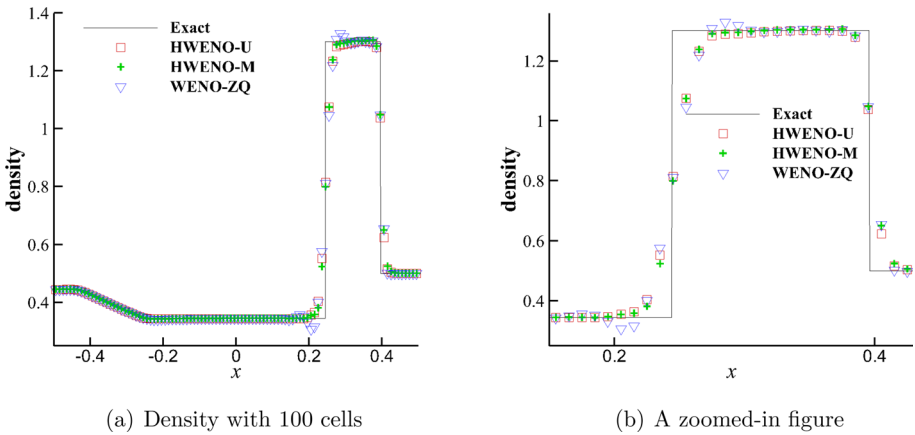 1.4
1.2
1
0.8
0.6
0.4
density
Exact
HWENO-U
HWENO-M
WENO-ZQ
-0.4
-0.2
0
0.2
0.4
x
(a) Density with 100 cells
1.2
1
0.8
0.6
0.4
density
Exact
HWENO-U
HWENO-M
WENO-ZQ
0.2
0.4
x
(b) A zoomed-in figure